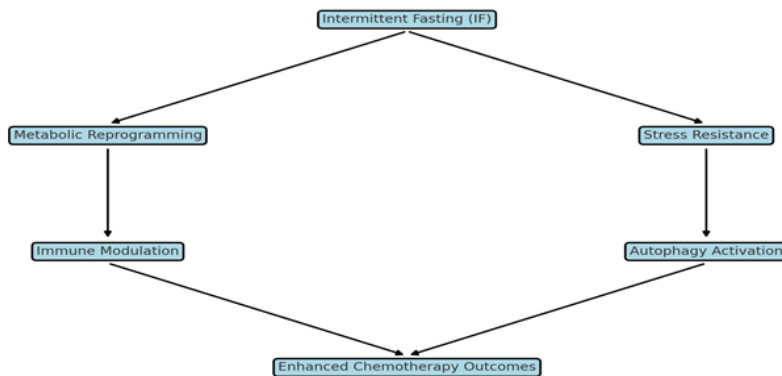 Intermittent Fasting (IF)
Metabolic Reprogramming
Stress Resistance
Immune Modulation
Autophagy Activation
Enhanced Chemotherapy Outcomes